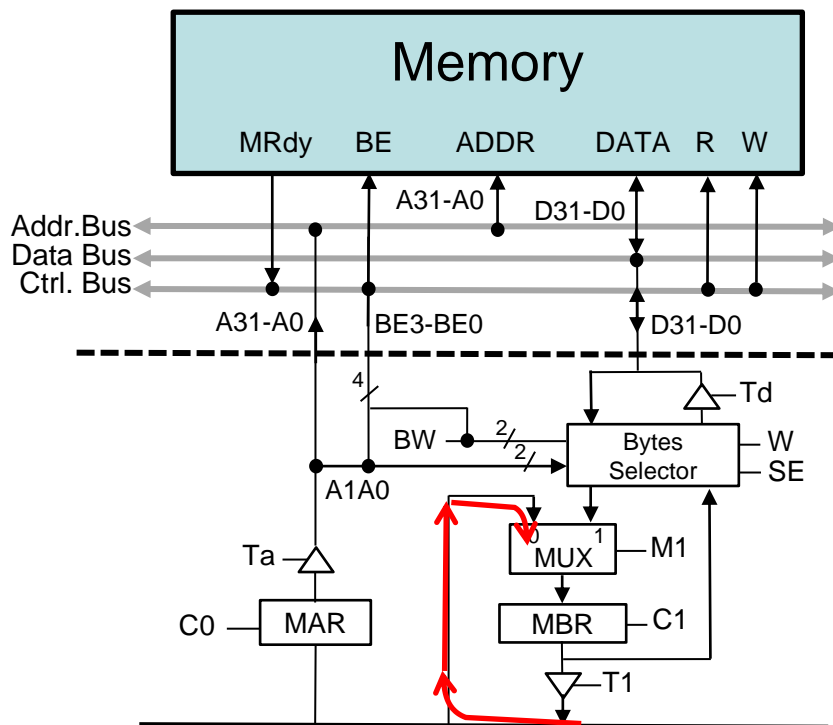 Memory
MRdy BE ADDR DATA R W
A31-A0 D31-D0
Addr.Bus
Data Bus
Ctrl. Bus
A31-A0 BE3-BE0 D31-D0
4 Td
BW 2 Bytes W
2 Selector SE
A1A0
0 1
Ta MUX M1
C0 MAR MBR C1
T1